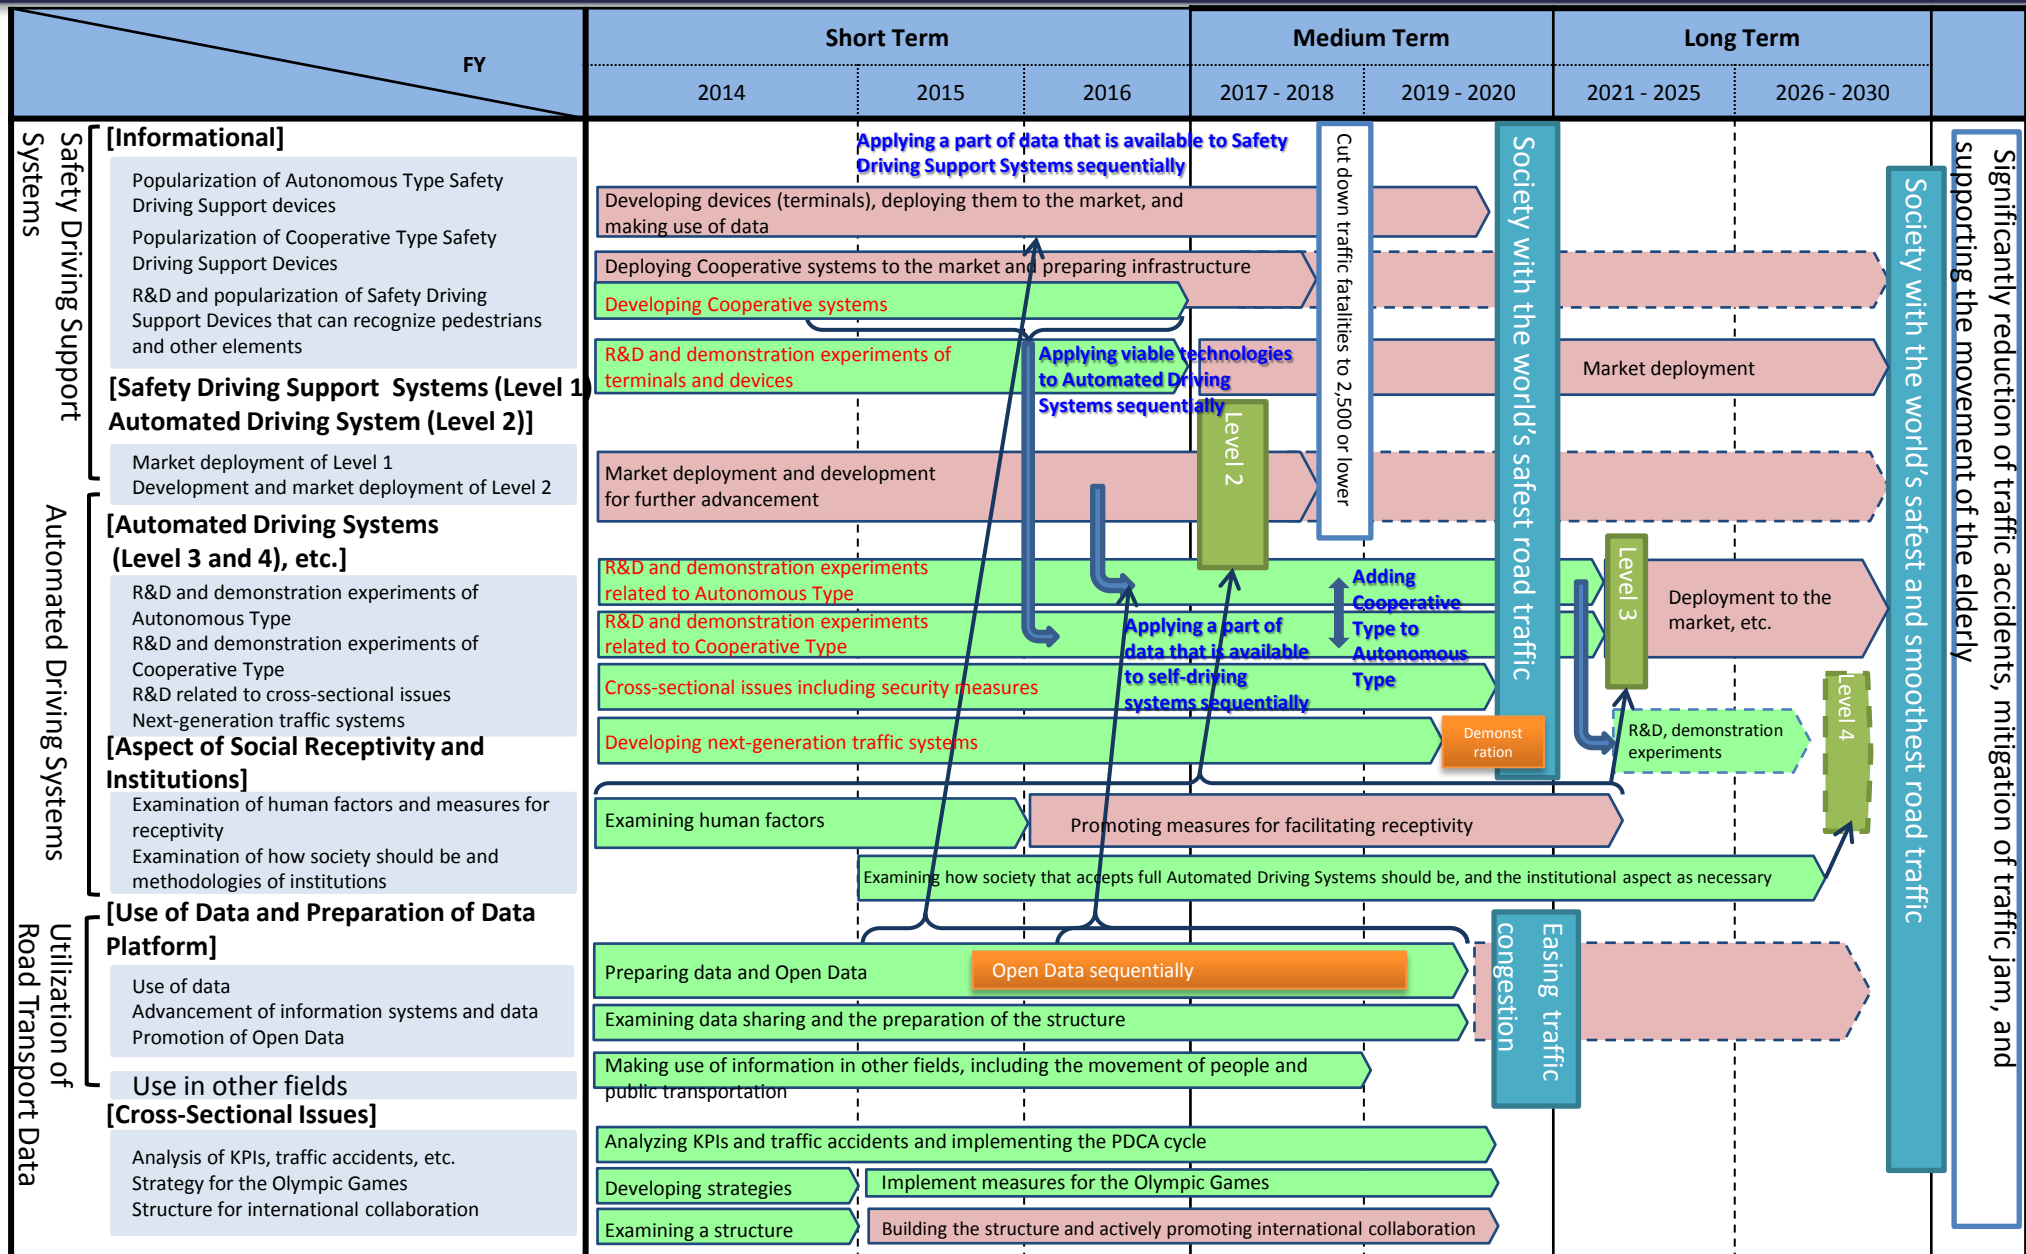 FY
Short Term
Medium Term
Long Term
2014
2015
2016
2017 - 2018
2019 - 2020
2021 - 2025
2026 - 2030
Safety Driving Support
Systems
[Informational]
Popularization of Autonomous Type Safety
Driving Support devices
Popularization of Cooperative Type Safety
Driving Support Devices
R&D and popularization of Safety Driving
Support Devices that can recognize pedestrians
and other elements
[Safety Driving Support Systems (Level 1)
Automated Driving System (Level 2)]
Market deployment of Level 1
Development and market deployment of Level 2
Automated Driving Systems
[Automated Driving Systems
(Level 3 and 4), etc.]
R&D and demonstration experiments of
Autonomous Type
R&D and demonstration experiments of
Cooperative Type
R&D related to cross-sectional issues
Next-generation traffic systems
[Aspect of Social Receptivity and
Institutions]
Examination of human factors and measures for
receptivity
Examination of how society should be and
methodologies of institutions
Utilization of
Road Transport Data
[Use of Data and Preparation of Data
Platform]
Use of data
Advancement of information systems and data
Promotion of Open Data
Use in other fields
[Cross-Sectional Issues]
Analysis of KPIs, traffic accidents, etc.
Strategy for the Olympic Games
Structure for international collaboration
Applying a part of data that is available to Safety
Driving Support Systems sequentially
Developing devices (terminals), deploying them to the market, and
making use of data
Deploying Cooperative systems to the market and preparing infrastructure
Developing Cooperative systems
R&D and demonstration experiments of
terminals and devices
Applying viable technologies
to Automated Driving
Systems sequentially
Market deployment
Level 2
Market deployment and development
for further advancement
Cut down traffic fatalities to 2,500 or lower
Society with the world's safest road traffic
R&D and demonstration experiments
related to Autonomous Type
R&D and demonstration experiments
related to Cooperative Type
Applying a part of
data that is available
to self-driving
systems sequentially
Adding
Cooperative
Type to
Autonomous
Type
Level 3
Deployment to the
market, etc.
Cross-sectional issues including security measures
Developing next-generation traffic systems
Demonst
ration
R&D, demonstration
experiments
Level 4
Examining human factors
Promoting measures for facilitating receptivity
Examining how society that accepts full Automated Driving Systems should be, and the institutional aspect as necessary
Preparing data and Open Data
Open Data sequentially
Examining data sharing and the preparation of the structure
Making use of information in other fields, including the movement of people and
public transportation
Easing traffic
congestion
Analyzing KPIs and traffic accidents and implementing the PDCA cycle
Developing strategies
Implement measures for the Olympic Games
Examining a structure
Building the structure and actively promoting international collaboration
Society with the world's safest and smoothest road traffic
Significantly reduction of traffic accidents, mitigation of traffic jam, and
supporting the movement of the elderly